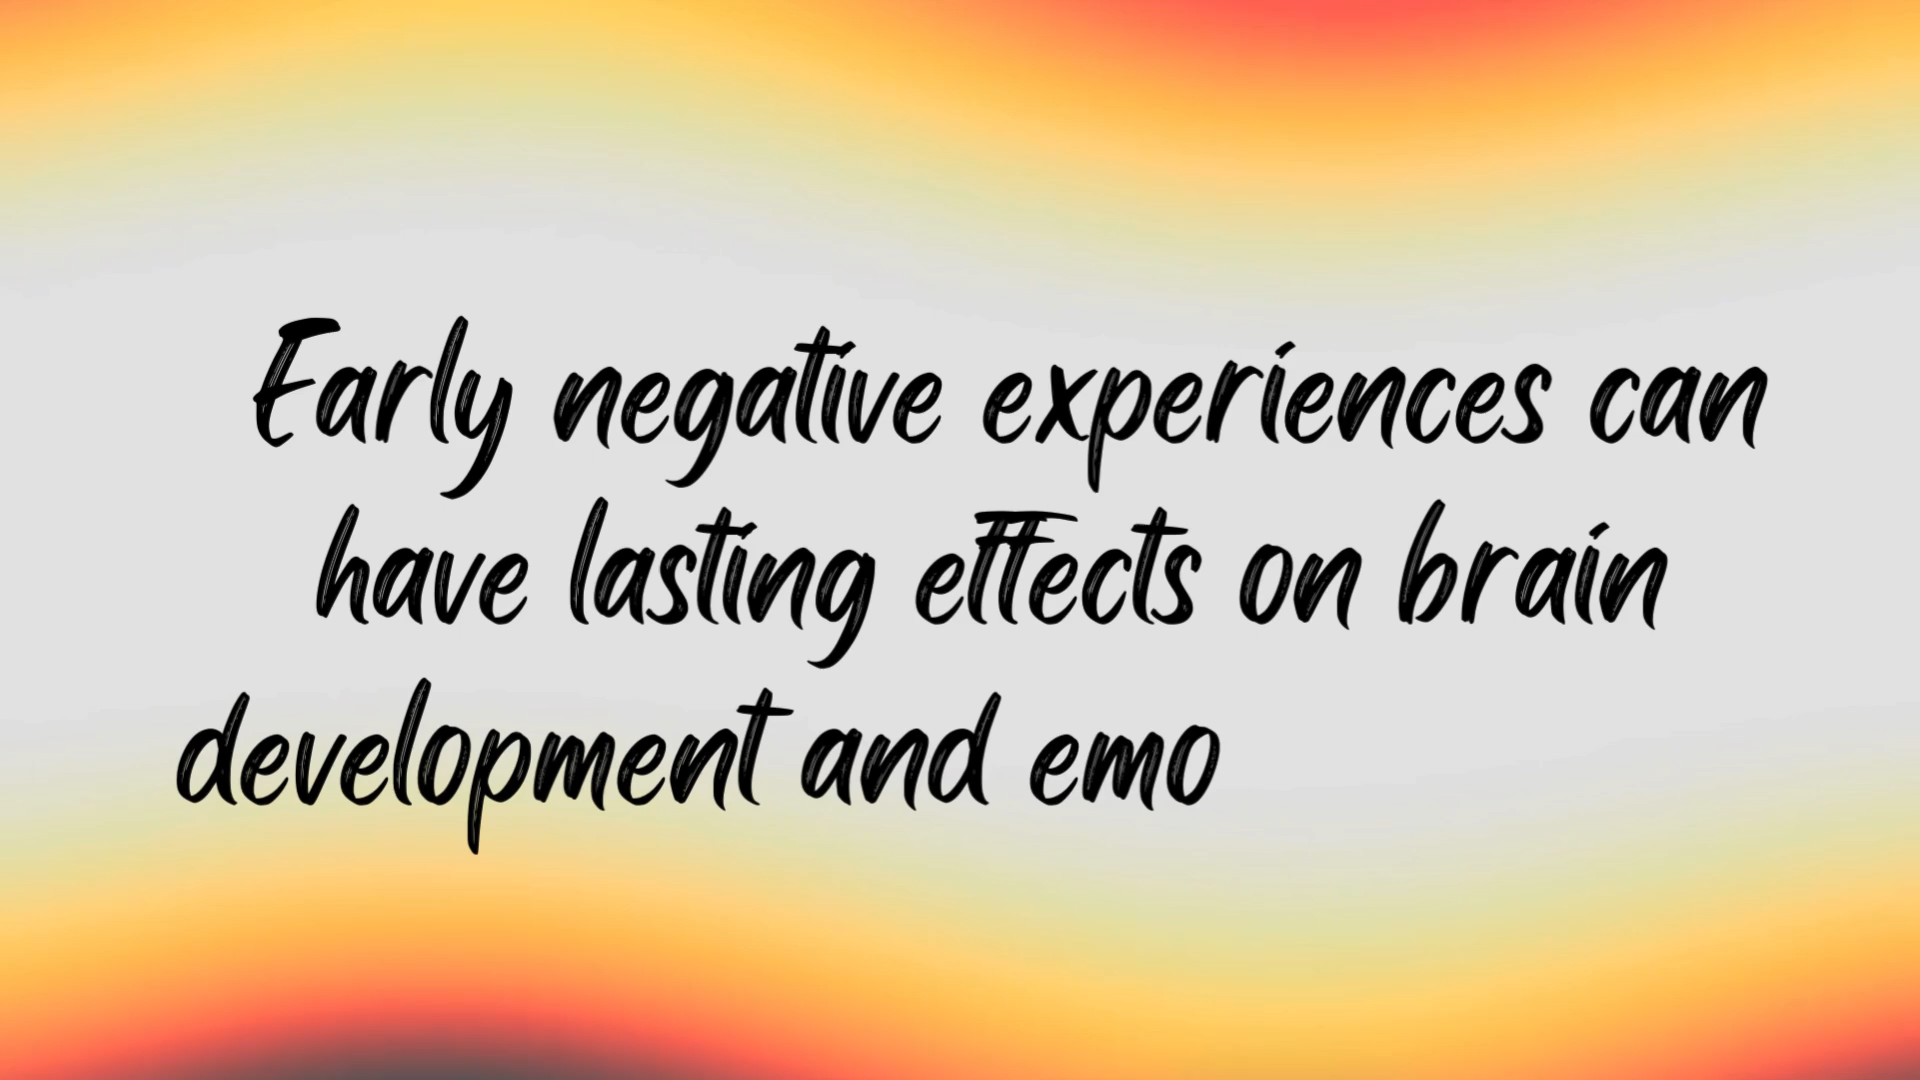 Early negative experiences can
have lasting effects on brain
development and emo